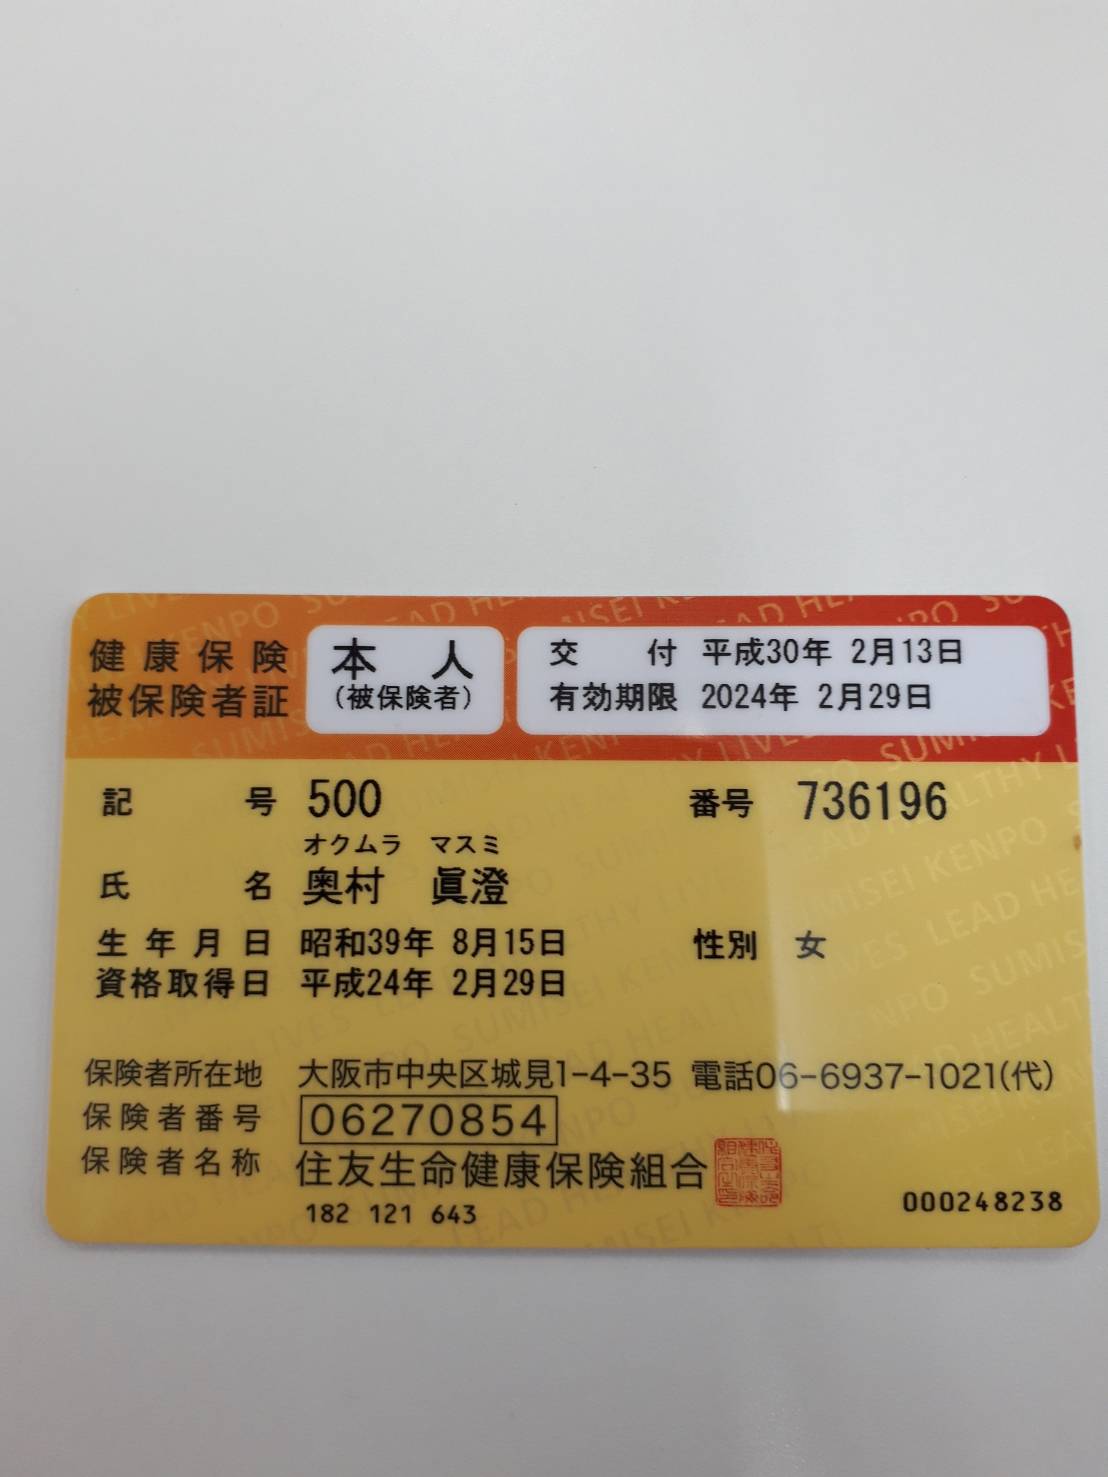 健康保険
被保険者証
本人
(被保険者)
交付 平成30年 2月13日
有効期限 2024年 2月29日
記号 500 番号 736196
オクムラ マスミ
氏名 奥村 眞澄
生年月日 昭和39年 8月15日 性別 女
資格取得日 平成24年 2月29日
保険者所在地 大阪市中央区城見1-4-35 電話06-6937-1021(代)
保険者番号 06270854
保険者名称 住友生命健康保険組合
182 121 643
000248238